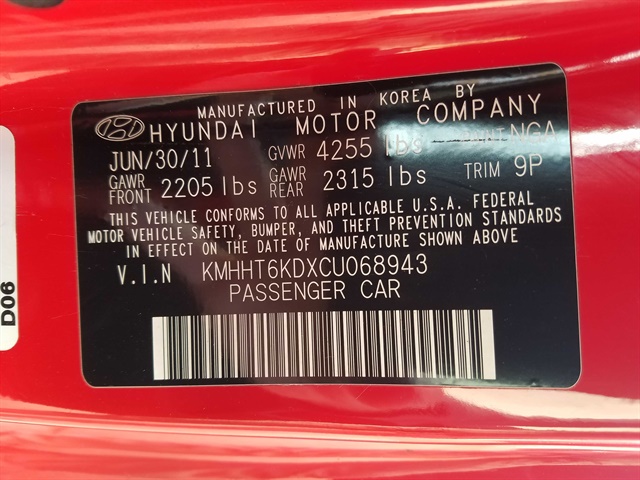 MANUFACTURED IN KOREA BY
HYUNDAI MOTOR COMPANY
JUN/30/11 GVWR 4255 lbs PAINT NGA
GAWR FRONT 2205 lbs GAWR REAR 2315 lbs TRIM 9P
THIS VEHICLE CONFORMS TO ALL APPLICABLE U.S.A. FEDERAL
MOTOR VEHICLE SAFETY, BUMPER, AND THEFT PREVENTION STANDARDS
IN EFFECT ON THE DATE OF MANUFACTURE SHOWN ABOVE.
V.I.N KMHHT6KDXCU068943
PASSENGER CAR
D06